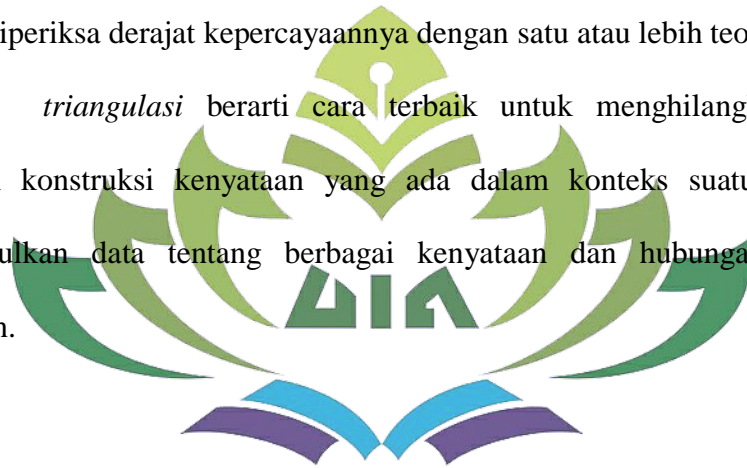 iperiksa derajat kepercayaannya dengan satu atau lebih teo
triangulasi berarti cara terbaik untuk menghilang
konstruksi kenyataan yang ada dalam konteks suatu
ulkan data tentang berbagai kenyataan dan hubunga
n.
UIN